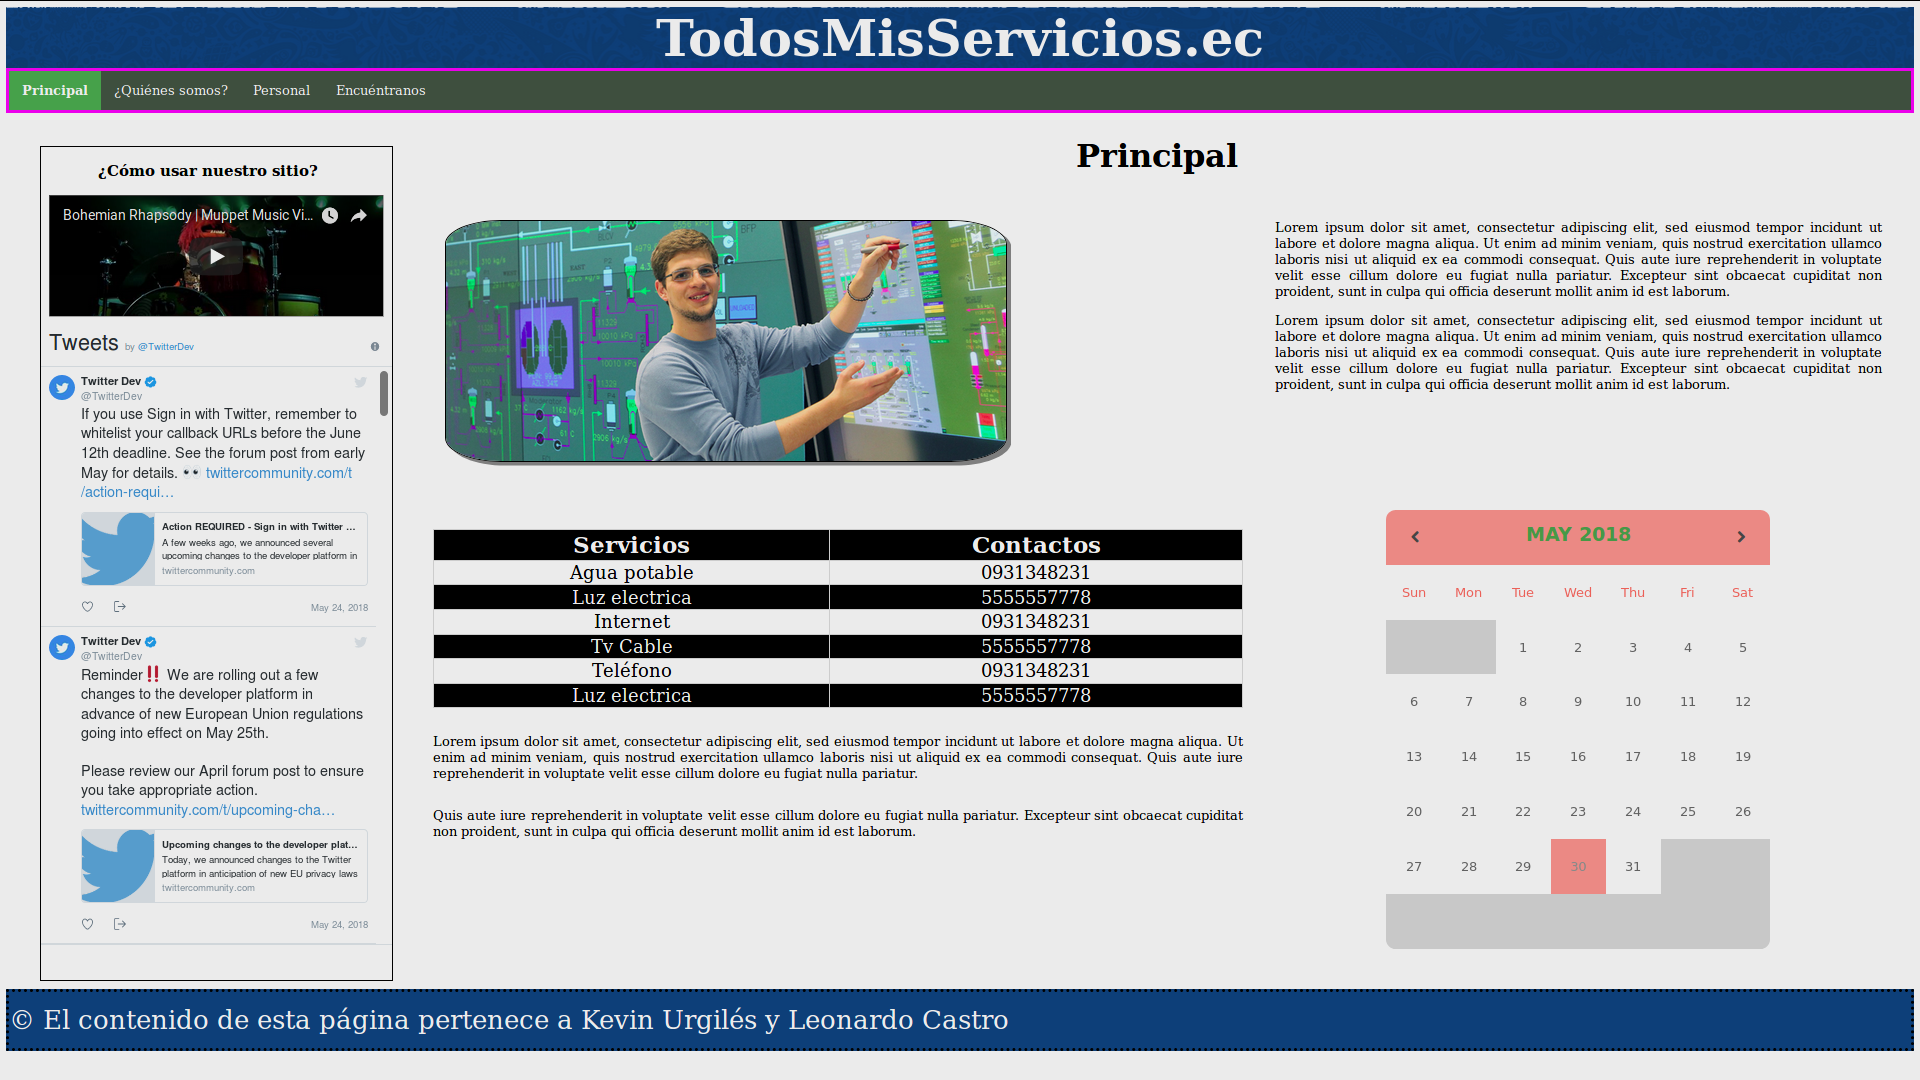 TodosMisServicios.ec
Principal
¿Quiénes somos?
Personal
Encuéntranos
¿Cómo usar nuestro sitio?
Bohemian Rhapsody | Muppet Music Vi...
Tweets by @TwitterDev
Twitter Dev
@TwitterDev
If you use Sign in with Twitter, remember to
whitelist your callback URLs before the June
12th deadline. See the forum post from early
May for details. 👀 twittercommunity.com/t
/action-requi…
Action REQUIRED - Sign in with Twitter ...
A few weeks ago, we announced several
upcoming changes to the developer platform in
twittercommunity.com
May 24, 2018
Twitter Dev
@TwitterDev
Reminder‼️ We are rolling out a few
changes to the developer platform in
advance of new European Union regulations
going into effect on May 25th.
Please review our April forum post to ensure
you take appropriate action.
twittercommunity.com/t/upcoming-cha…
Upcoming changes to the developer plat...
Today, we announced changes to the Twitter
platform in anticipation of new EU privacy laws
twittercommunity.com
May 24, 2018
Principal
Lorem ipsum dolor sit amet, consectetur adipiscing elit, sed eiusmod tempor incidunt ut
labore et dolore magna aliqua. Ut enim ad minim veniam, quis nostrud exercitation ullamco
laboris nisi ut aliquid ex ea commodi consequat. Quis aute iure reprehenderit in voluptate
velit esse cillum dolore eu fugiat nulla pariatur. Excepteur sint obcaecat cupiditat non
proident, sunt in culpa qui officia deserunt mollit anim id est laborum.
Lorem ipsum dolor sit amet, consectetur adipiscing elit, sed eiusmod tempor incidunt ut
labore et dolore magna aliqua. Ut enim ad minim veniam, quis nostrud exercitation ullamco
laboris nisi ut aliquid ex ea commodi consequat. Quis aute iure reprehenderit in voluptate
velit esse cillum dolore eu fugiat nulla pariatur. Excepteur sint obcaecat cupiditat non
proident, sunt in culpa qui officia deserunt mollit anim id est laborum.
Servicios Contactos
Agua potable 0931348231
Luz electrica 5555557778
Internet 0931348231
Tv Cable 5555557778
Teléfono 0931348231
Luz electrica 5555557778
Lorem ipsum dolor sit amet, consectetur adipiscing elit, sed eiusmod tempor incidunt ut labore et dolore magna aliqua. Ut
enim ad minim veniam, quis nostrud exercitation ullamco laboris nisi ut aliquid ex ea commodi consequat. Quis aute iure
reprehenderit in voluptate velit esse cillum dolore eu fugiat nulla pariatur.
Quis aute iure reprehenderit in voluptate velit esse cillum dolore eu fugiat nulla pariatur. Excepteur sint obcaecat cupiditat
non proident, sunt in culpa qui officia deserunt mollit anim id est laborum.
MAY 2018
Sun Mon Tue Wed Thu Fri Sat
1 2 3 4 5
6 7 8 9 10 11 12
13 14 15 16 17 18 19
20 21 22 23 24 25 26
27 28 29 30 31
© El contenido de esta página pertenece a Kevin Urgilés y Leonardo Castro